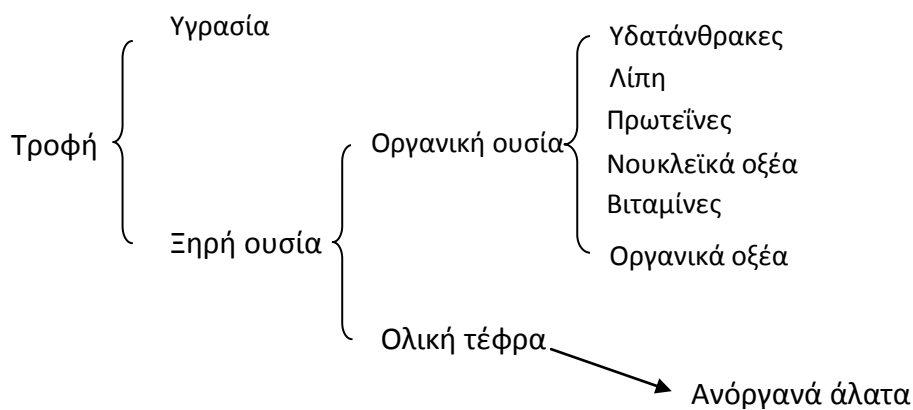 Υγρασία
Υδατάνθρακες
Λίπη
Πρωτεΐνες
Τροφή
Οργανική ουσία
Νουκλεϊκά οξέα
Βιταμίνες
Ξηρή ουσία
Οργανικά οξέα
Ολική τέφρα
Ανόργανά άλατα